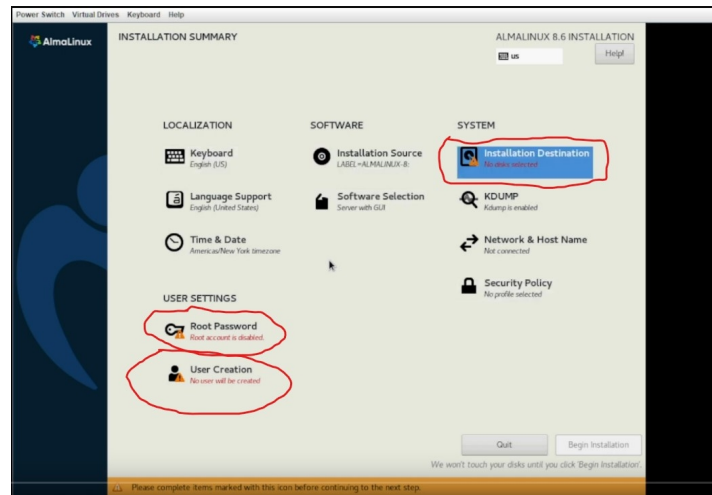 Power Switch Virtual Drives Keyboard Help
AlmaLinux
INSTALLATION SUMMARY
ALMALINUX 8.6 INSTALLATION
us
Help!
LOCALIZATION
SOFTWARE
SYSTEM
Keyboard
English (US)
Installation Source
LABEL=ALMALINUX-8:
Installation Destination
No disks selected
Language Support
English (United States)
Software Selection
Server with GUI
KDUMP
Kdump is enabled
Time & Date
Americas/New York timezone
Network & Host Name
Not connected
Security Policy
No profile selected
USER SETTINGS
Root Password
Root account is disabled.
User Creation
No user will be created
Quit
Begin Installation
We won't touch your disks until you click 'Begin Installation'.
Please complete items marked with this icon before continuing to the next step.